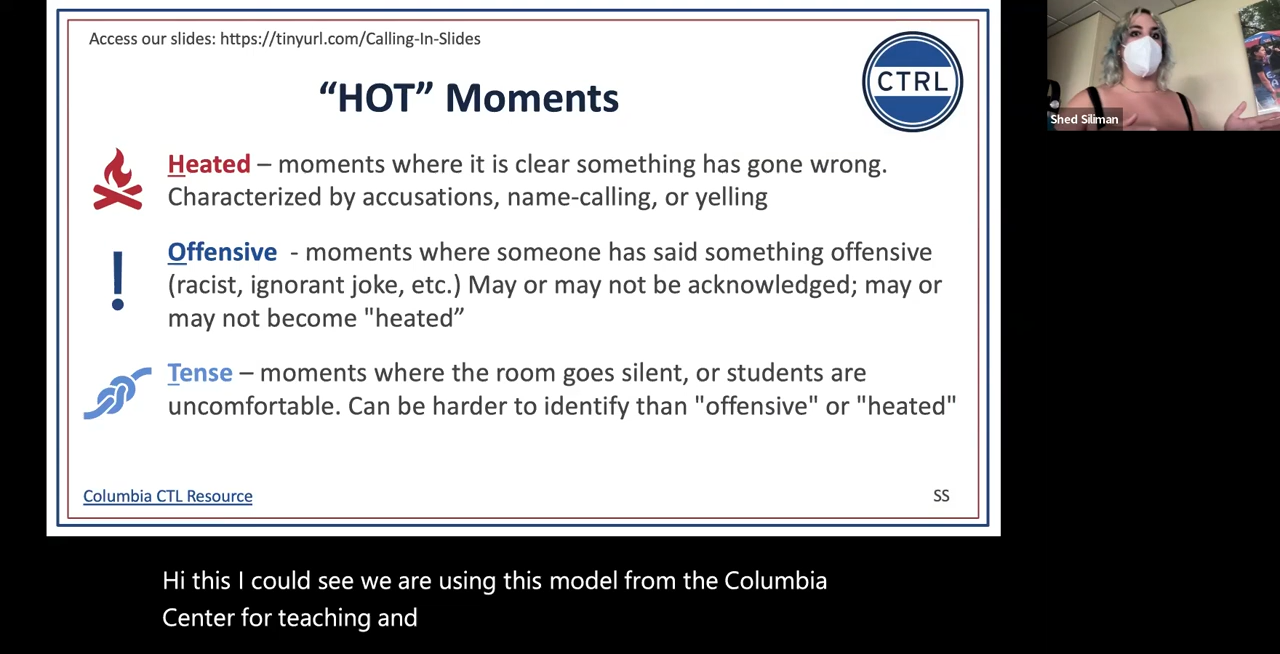 Access our slides: https://tinyurl.com/Calling-In-Slides
CTRL
“HOT” Moments
Shed Siliman
Heated – moments where it is clear something has gone wrong.
Characterized by accusations, name-calling, or yelling
!
Offensive - moments where someone has said something offensive
(racist, ignorant joke, etc.) May or may not be acknowledged; may or
may not become "heated”
Tense – moments where the room goes silent, or students are
uncomfortable. Can be harder to identify than "offensive" or "heated"
Columbia CTL Resource
SS
Hi this I could see we are using this model from the Columbia
Center for teaching and